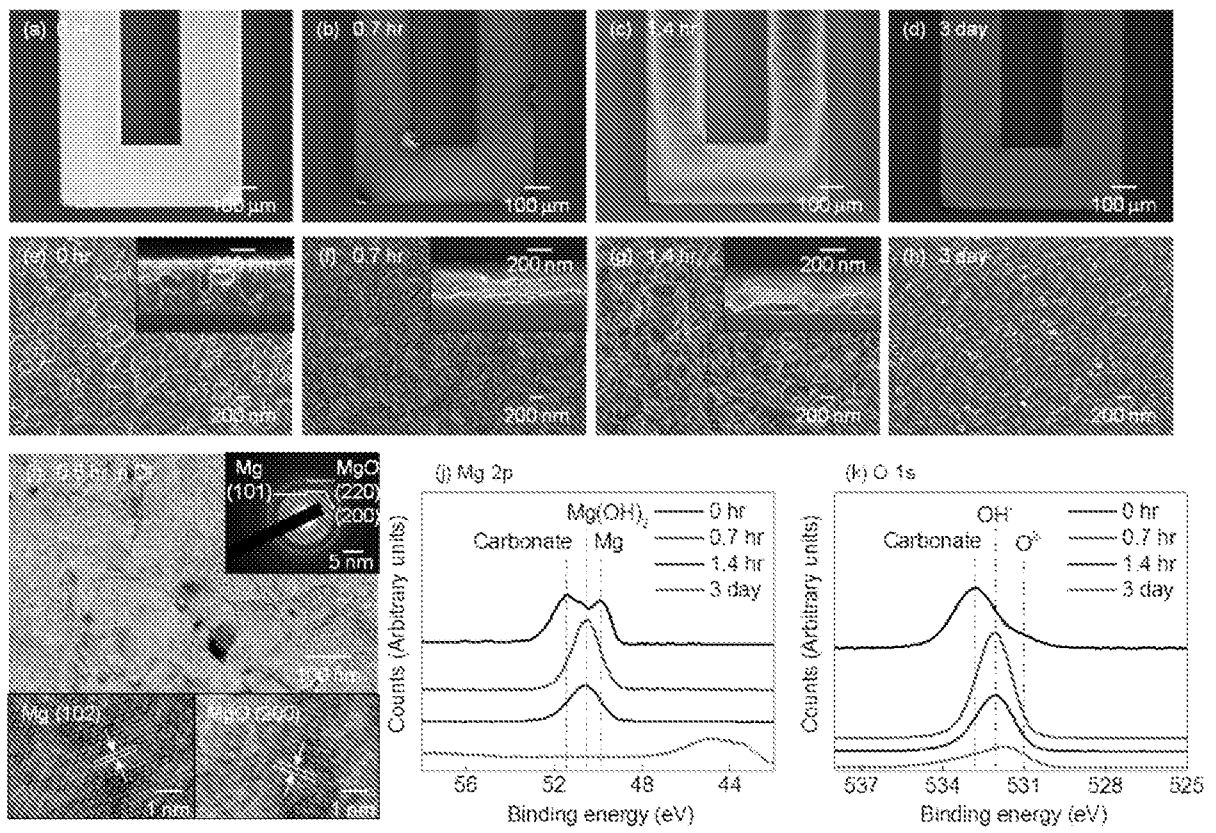 (a)
(b) 0.7 hr
(c) 1.4 hr
(d) 3 day
100 μm
100 μm
100 μm
100 μm
(e) 0 hr
200 nm
200 nm
(f) 0.7 hr
200 nm
200 nm
(g) 1.4 hr
200 nm
200 nm
(h) 3 day
200 nm
Mg
(101)
MgO
(220)
(200)
5 nm
Mg (102)
1 nm
MgO (200)
1 nm
(j) Mg 2p
Mg(OH)2
Carbonate
Mg
0 hr
0.7 hr
1.4 hr
3 day
Counts (Arbitrary units)
56 52 48 44
Binding energy (eV)
(k) O 1s
OH-
Carbonate
O2-
0 hr
0.7 hr
1.4 hr
3 day
Counts (Arbitrary units)
537 534 531 528 525
Binding energy (eV)